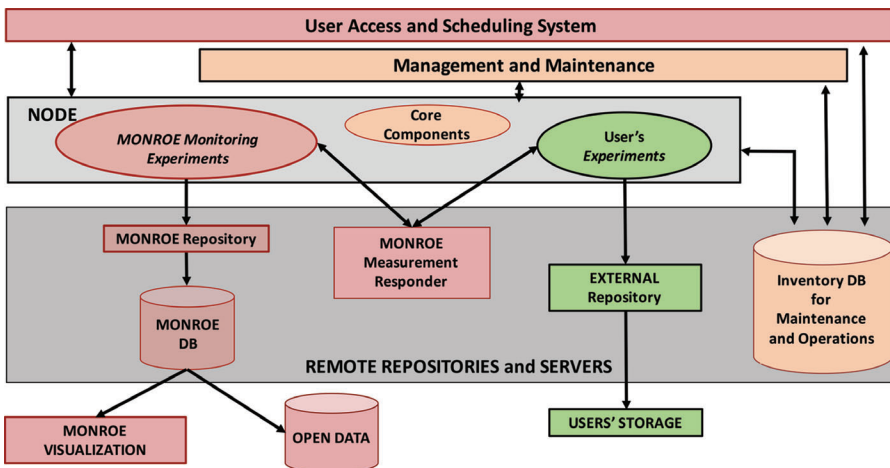 User Access and Scheduling System
Management and Maintenance
NODE
MONROE Monitoring
Experiments
Core
Components
User's
Experiments
MONROE Repository
MONROE
Measurement
Responder
EXTERNAL
Repository
Inventory DB
for
Maintenance
and Operations
MONROE
DB
REMOTE REPOSITORIES and SERVERS
MONROE
VISUALIZATION
OPEN DATA
USERS' STORAGE